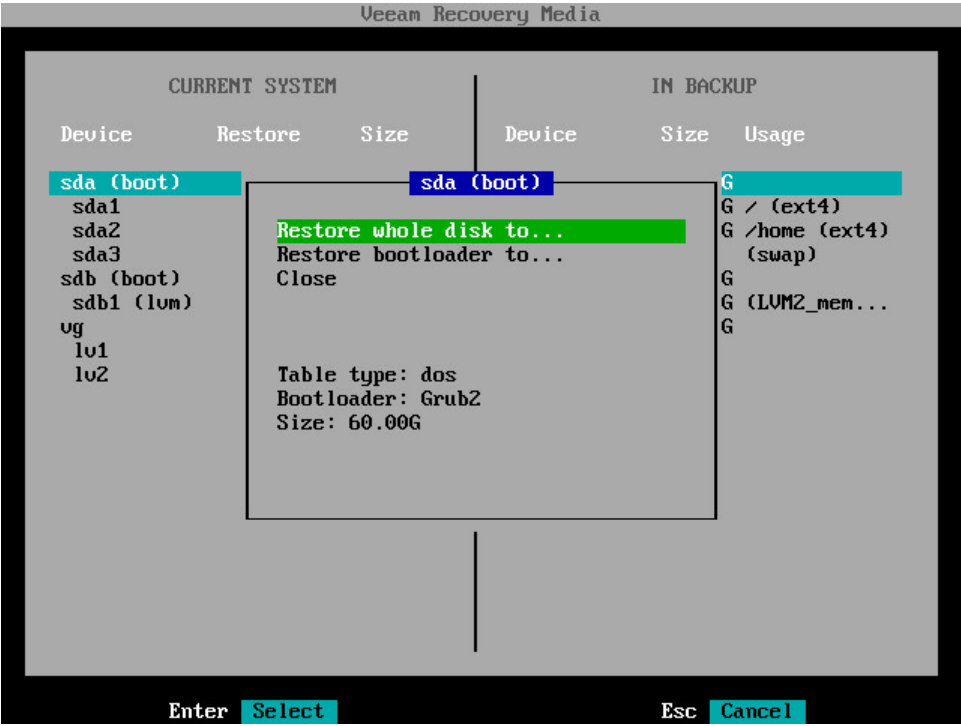 Veeam Recovery Media
CURRENT SYSTEM IN BACKUP
Device Restore Size Device Size Usage
sda (boot) sda (boot) G
sda1 G / (ext4)
sda2 Restore whole disk to... G /home (ext4)
sda3 Restore bootloader to... (swap)
sdb (boot) Close G
sdb1 (lvm) G (LVM2_mem...
vg G
lv1
lv2 Table type: dos
Bootloader: Grub2
Size: 60.00G
Enter Select Esc Cancel